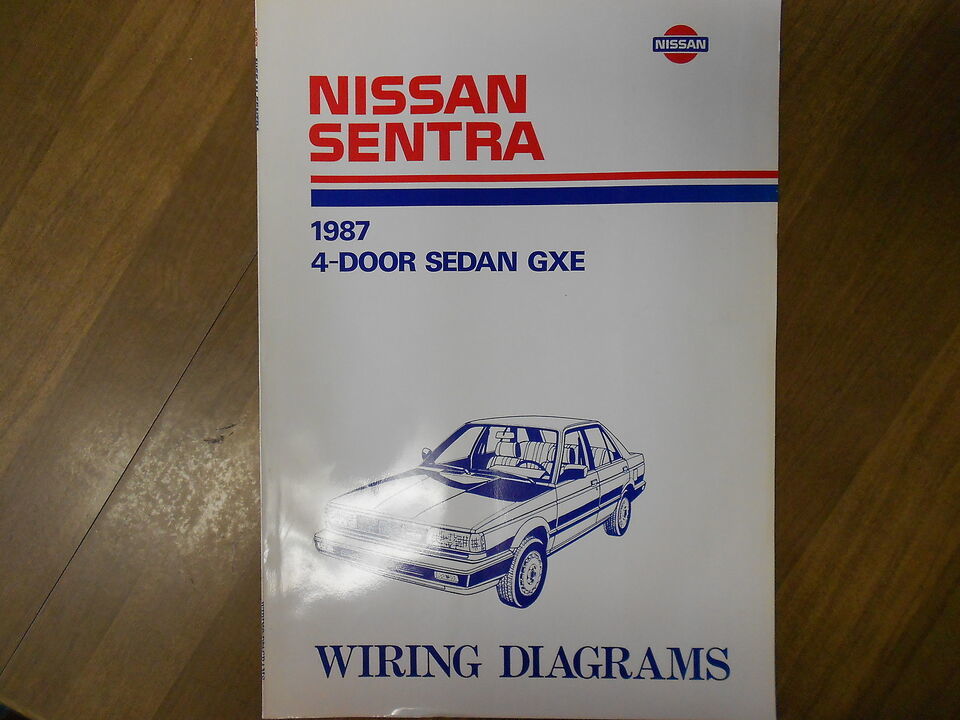 NISSAN
NISSAN
SENTRA
1987
4-DOOR SEDAN GXE
WIRING DIAGRAMS